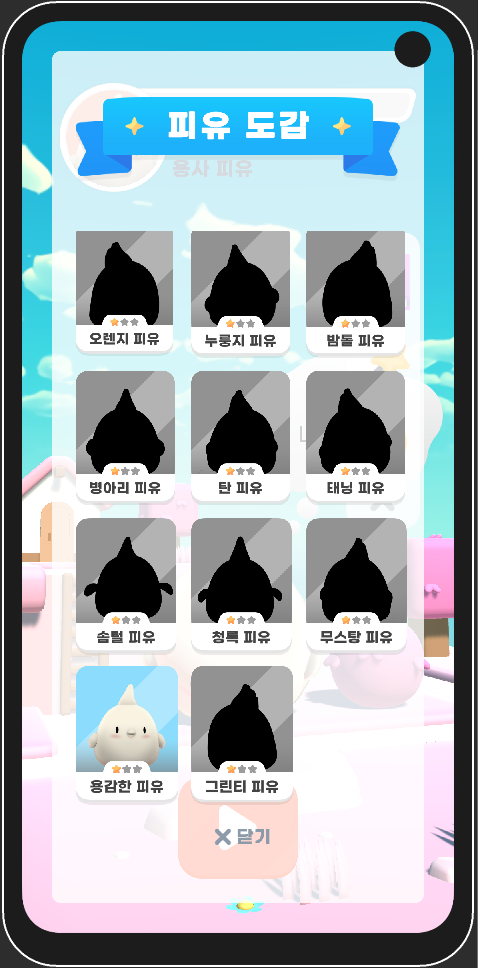 피유 도감
용사 피유
오렌지 피유
누룽지 피유
밤돌 피유
병아리 피유
탄 피유
태닝 피유
솜털 피유
청록 피유
무스탕 피유
용감한 피유
그린티 피유
닫기